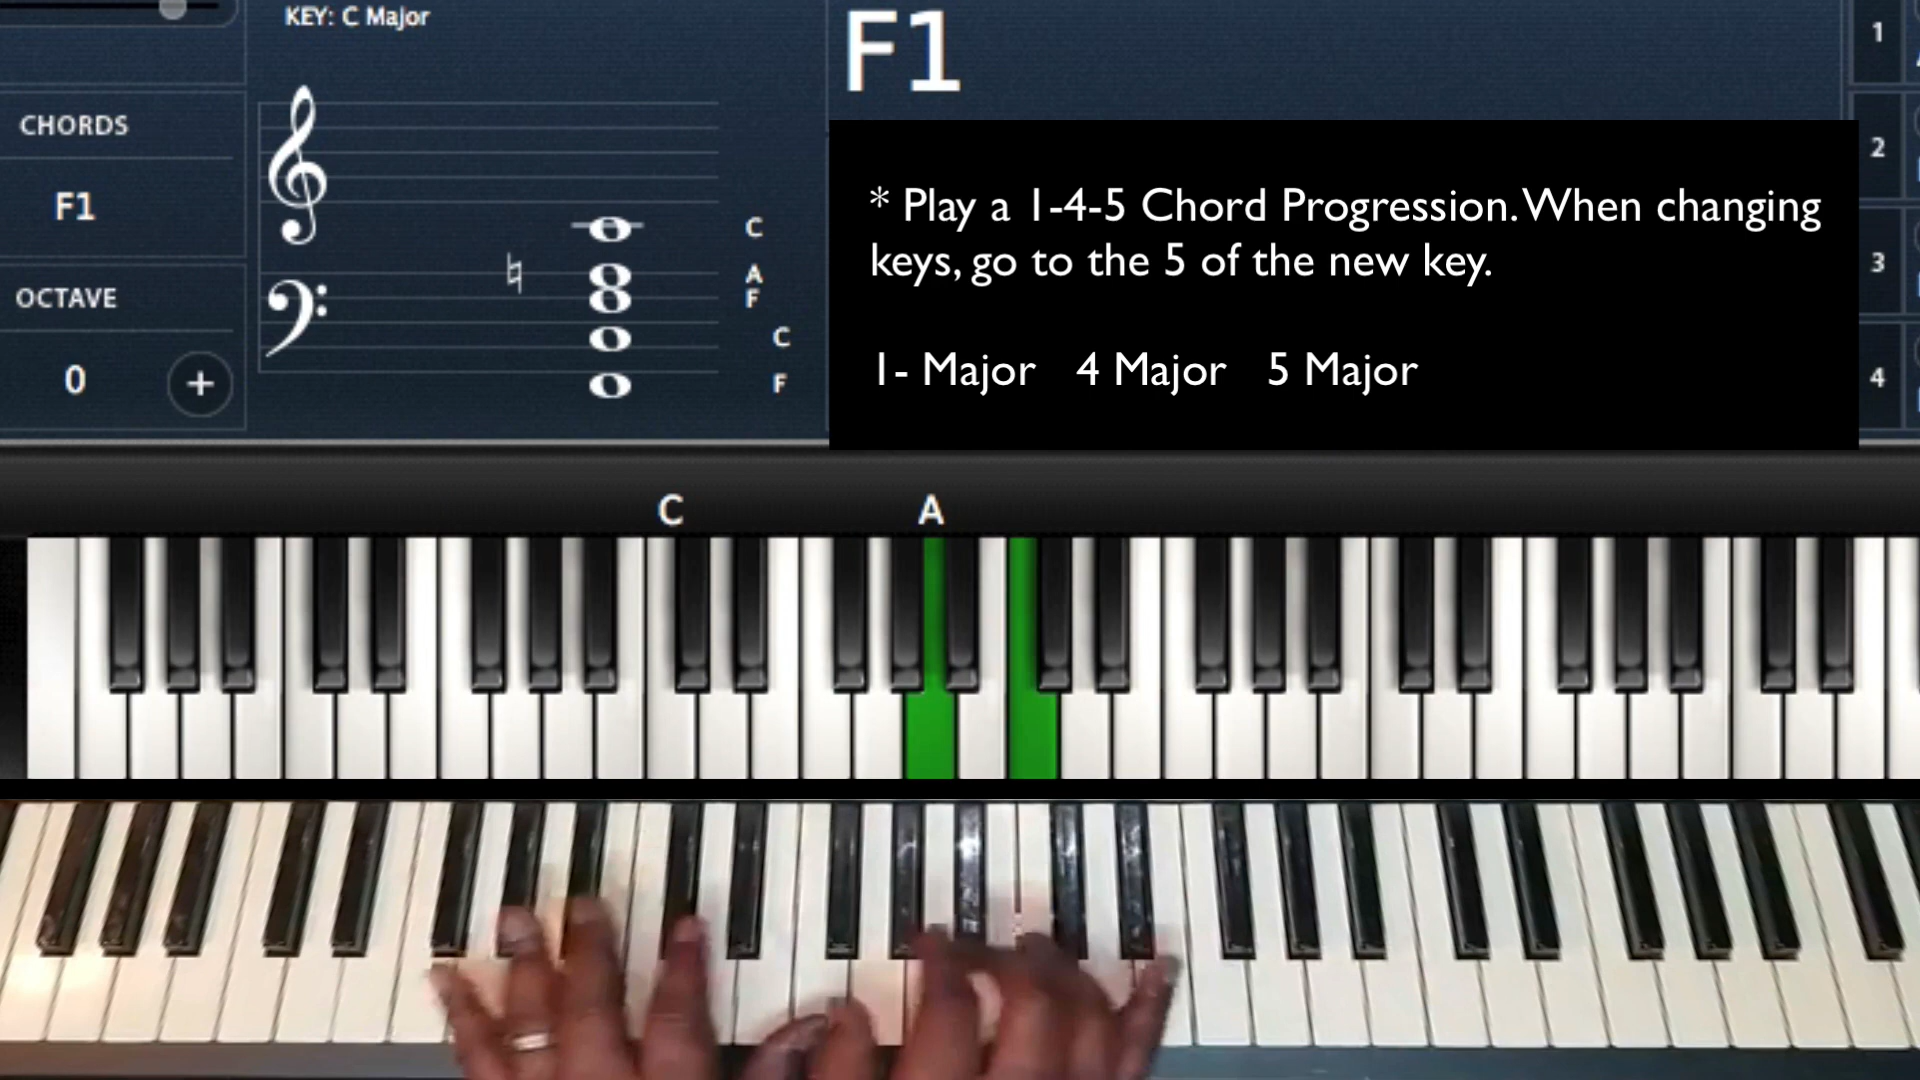 KEY: C Major
F1
CHORDS
F1
OCTAVE
0
+
C
A
F
C
F
* Play a 1-4-5 Chord Progression. When changing
keys, go to the 5 of the new key.
1- Major 4 Major 5 Major
1
2
3
4
C
A